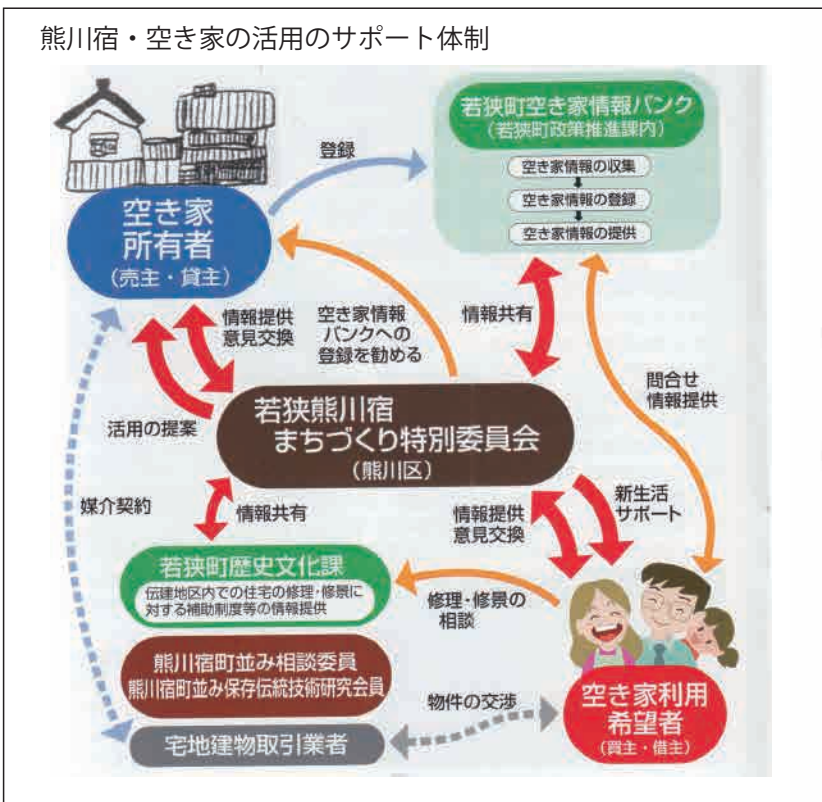 熊川宿・空き家の活用のサポート体制
若狭町空き家情報バンク
(若狭町政策推進課内)
空き家情報の収集
空き家情報の登録
空き家情報の提供
登録
空き家
所有者
(売主・貸主)
情報提供
意見交換
空き家情報
バンクへの
登録を勧める
情報共有
問合せ
情報提供
活用の提案
若狭熊川宿
まちづくり特別委員会
(熊川区)
媒介契約
情報共有
情報提供
意見交換
新生活
サポート
若狭町歴史文化課
伝建地区内での住宅の修理・修景に
対する補助制度等の情報提供
修理・修景の
相談
熊川宿町並み相談委員
熊川宿町並み保存伝統技術研究会員
物件の交渉
宅地建物取引業者
空き家利用
希望者
(買主・借主)